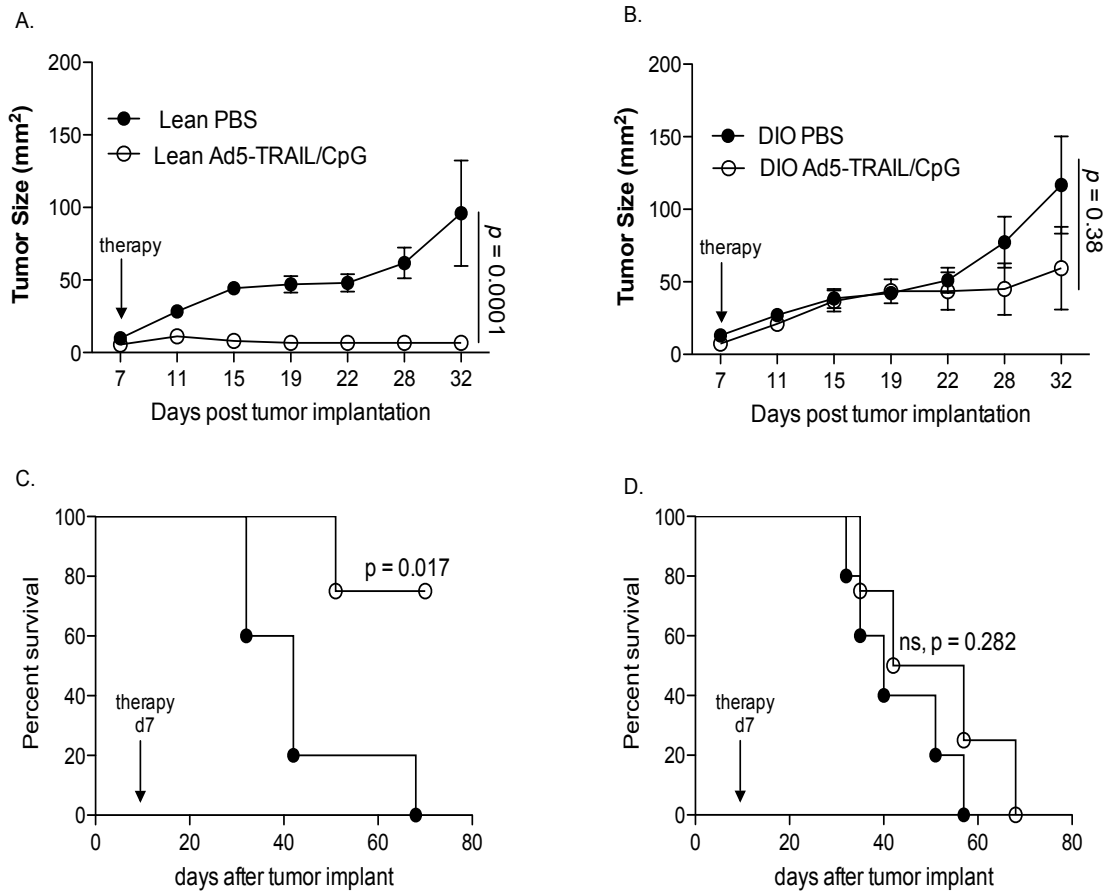 A.
200
150
100
50
0
Tumor Size (mm²)
Lean PBS
Lean Ad5-TRAIL/CpG
therapy
p = 0.0001
7 11 15 19 22 28 32
Days post tumor implantation
B.
200
150
100
50
0
Tumor Size (mm²)
DIO PBS
DIO Ad5-TRAIL/CpG
therapy
p = 0.38
7 11 15 19 22 28 32
Days post tumor implantation
C.
100
80
60
40
20
0
Percent survival
p = 0.017
therapy
d7
0 20 40 60 80
days after tumor implant
D.
100
80
60
40
20
0
Percent survival
ns, p = 0.282
therapy
d7
0 20 40 60 80
days after tumor implant